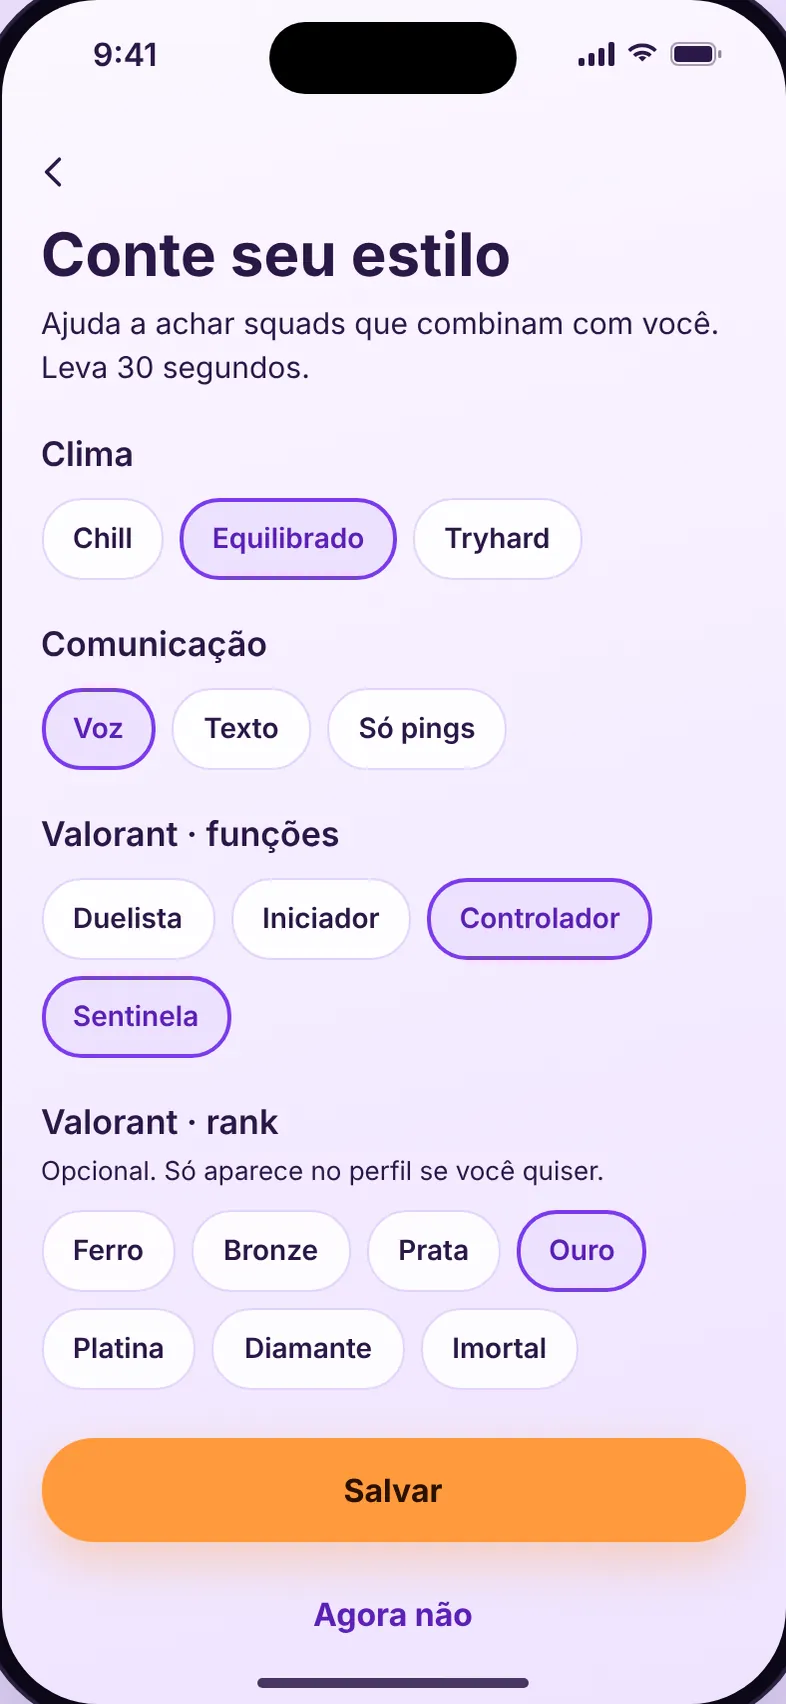 9:41
Conte seu estilo
Ajuda a achar squads que combinam com você.
Leva 30 segundos.
Clima
Chill Equilibrado Tryhard
Comunicação
Voz Texto Só pings
Valorant · funções
Duelista Iniciador Controlador
Sentinela
Valorant · rank
Opcional. Só aparece no perfil se você quiser.
Ferro Bronze Prata Ouro
Platina Diamante Imortal
Salvar
Agora não